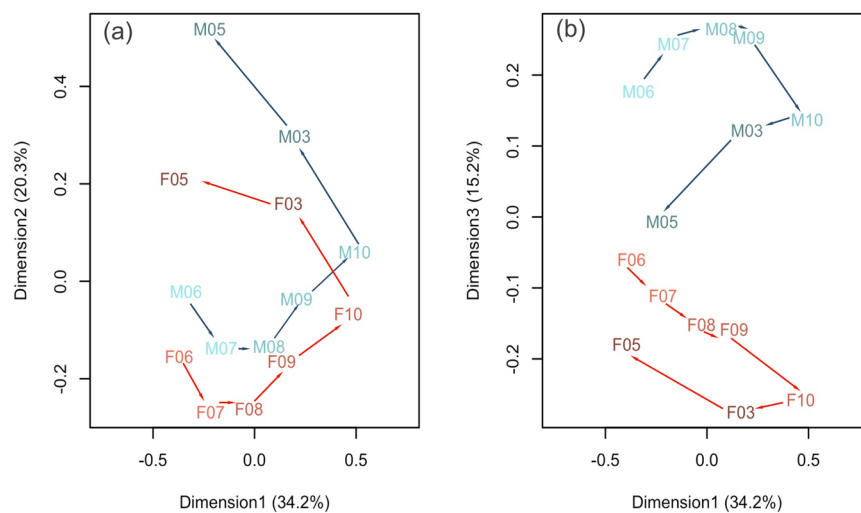 (a)
M05
M03
F05
F03
M10
M06
M09
F10
M07
M08
F06
F09
F07
F08
0.4
0.2
0.0
-0.2
-0.5
0.0
0.5
Dimension2 (20.3%)
Dimension1 (34.2%)
(b)
M08
M09
M07
M06
M10
M03
M05
F06
F07
F08
F09
F05
F10
F03
0.2
0.1
0.0
-0.1
-0.2
-0.5
0.0
0.5
Dimension3 (15.2%)
Dimension1 (34.2%)